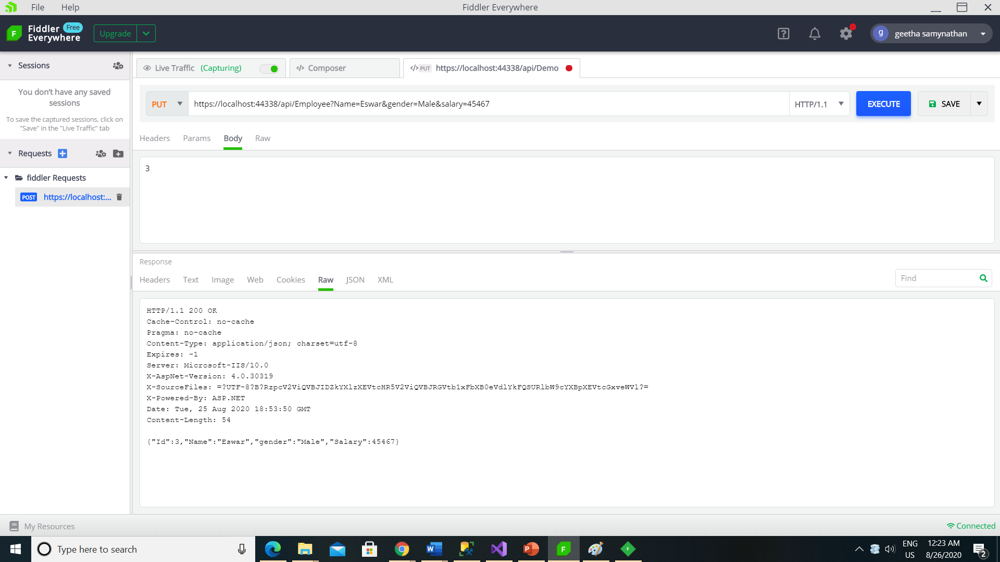 File Help Fiddler Everywhere
Fiddler Everywhere Free Upgrade g geetha samynathan
Sessions
You don't have any saved
sessions
To save the captured sessions, click on
"Save" in the "Live Traffic" tab
Requests
fiddler Requests
POST https://localhost:...
Live Traffic (Capturing) </> Composer </> PUT https://localhost:44338/api/Demo
PUT https://localhost:44338/api/Employee?Name=Eswar&gender=Male&salary=45467 HTTP/1.1 EXECUTE SAVE
Headers Params Body Raw
3
Response
Headers Text Image Web Cookies Raw JSON XML Find
HTTP/1.1 200 OK
Cache-Control: no-cache
Pragma: no-cache
Content-Type: application/json; charset=utf-8
Expires: -1
Server: Microsoft-IIS/10.0
X-AspNet-Version: 4.0.30319
X-SourceFiles: =?UTF-8?B?RzpcV2ViQVBJIDZkYXlzXEVtcHR5V2ViQVBJRGVtb1xFbXB0eVdlYkFQSURlbW9cYXBpXEVtcGxveWVl?=
X-Powered-By: ASP.NET
Date: Tue, 25 Aug 2020 18:53:50 GMT
Content-Length: 54
{"Id":3,"Name":"Eswar","gender":"Male","Salary":45467}
My Resources Connected
Type here to search ENG US 12:23 AM 8/26/2020 2